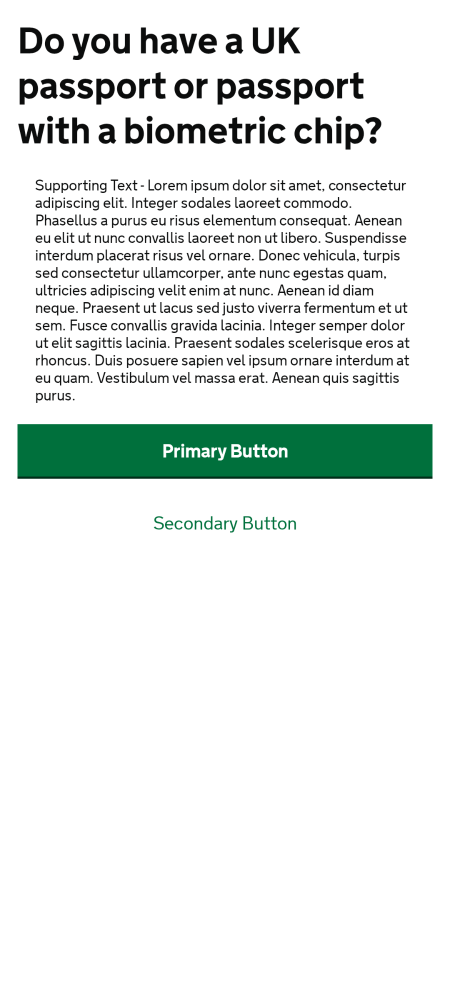 Do you have a UK
passport or passport
with a biometric chip?
Supporting Text - Lorem ipsum dolor sit amet, consectetur
adipiscing elit. Integer sodales laoreet commodo.
Phasellus a purus eu risus elementum consequat. Aenean
eu elit ut nunc convallis laoreet non ut libero. Suspendisse
interdum placerat risus vel ornare. Donec vehicula, turpis
sed consectetur ullamcorper, ante nunc egestas quam,
ultricies adipiscing velit enim at nunc. Aenean id diam
neque. Praesent ut lacus sed justo viverra fermentum et ut
sem. Fusce convallis gravida lacinia. Integer semper dolor
ut elit sagittis lacinia. Praesent sodales scelerisque eros at
rhoncus. Duis posuere sapien vel ipsum ornare interdum at
eu quam. Vestibulum vel massa erat. Aenean quis sagittis
purus.
Primary Button
Secondary Button